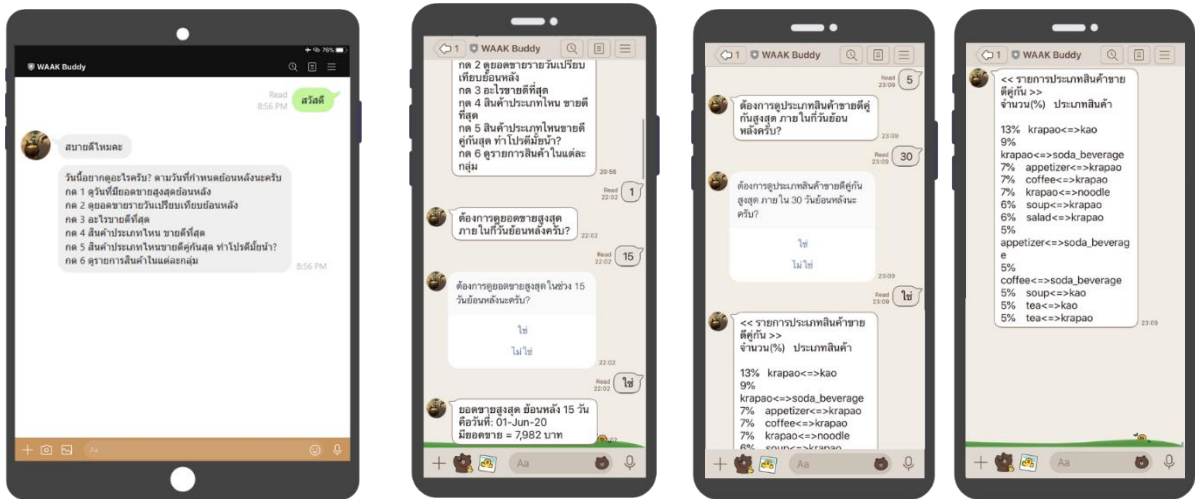 76%
WAAK Buddy
Read
8:56 PM
สวัสดี
สบายดีไหมคะ
วันนี้อยากดูอะไรครับ? ตามวันที่กำหนดย้อนหลังนะครับ
กด 1 ดูวันที่มียอดขายสูงสุดย้อนหลัง
กด 2 ดูยอดขายรายวันเปรียบเทียบย้อนหลัง
กด 3 อะไรขายดีที่สุด
กด 4 สินค้าประเภทไหน ขายดีที่สุด
กด 5 สินค้าประเภทไหนขายดีคู่กันสุด ทำโปรดีมั้ยน้า?
กด 6 ดูรายการสินค้าในแต่ละกลุ่ม
8:56 PM
Aa
1 WAAK Buddy
กด 2 ดูยอดขายรายวันเปรียบ
เทียบย้อนหลัง
กด 3 อะไรขายดีที่สุด
กด 4 สินค้าประเภทไหน ขายดี
ที่สุด
กด 5 สินค้าประเภทไหนขายดี
คู่กันสุด ทำโปรดีมั้ยน้า?
กด 6 ดูรายการสินค้าในแต่ละ
กลุ่ม
20:56
Read
22:02
1
ต้องการดูยอดขายสูงสุด
ภายในกี่วันย้อนหลังครับ?
22:02
Read
22:02
15
ต้องการดูยอดขายสูงสุดในช่วง 15
วันย้อนหลังนะครับ?
ใช่
ไม่ใช่
22:02
Read
22:02
ใช่
ยอดขายสูงสุด ย้อนหลัง 15 วัน
คือวันที่: 01-Jun-20
มียอดขาย = 7,982 บาท
Aa
1 WAAK Buddy
Read
23:09
5
ต้องการดูประเภทสินค้าขายดีคู่
กันสูงสุด ภายในกี่วันย้อน
หลังครับ?
23:09
Read
23:09
30
ต้องการดูประเภทสินค้าขายดีคู่กัน
สูงสุด ภายใน 30 วันย้อนหลังนะ
ครับ?
ใช่
ไม่ใช่
23:09
Read
23:09
ใช่
<< รายการประเภทสินค้าขาย
ดีคู่กัน >>
จำนวน(%) ประเภทสินค้า
13% krapao<=>kao
9%
krapao<=>soda_beverage
7% appetizer<=>krapao
7% coffee<=>krapao
7% krapao<=>noodle
6% soup<=>krapao
Aa
1 WAAK Buddy
<< รายการประเภทสินค้าขาย
ดีคู่กัน >>
จำนวน(%) ประเภทสินค้า
13% krapao<=>kao
9%
krapao<=>soda_beverage
7% appetizer<=>krapao
7% coffee<=>krapao
7% krapao<=>noodle
6% soup<=>krapao
6% salad<=>krapao
5%
appetizer<=>soda_beverag
e
5%
coffee<=>soda_beverage
5% soup<=>kao
5% tea<=>kao
5% tea<=>krapao
23:09
Aa